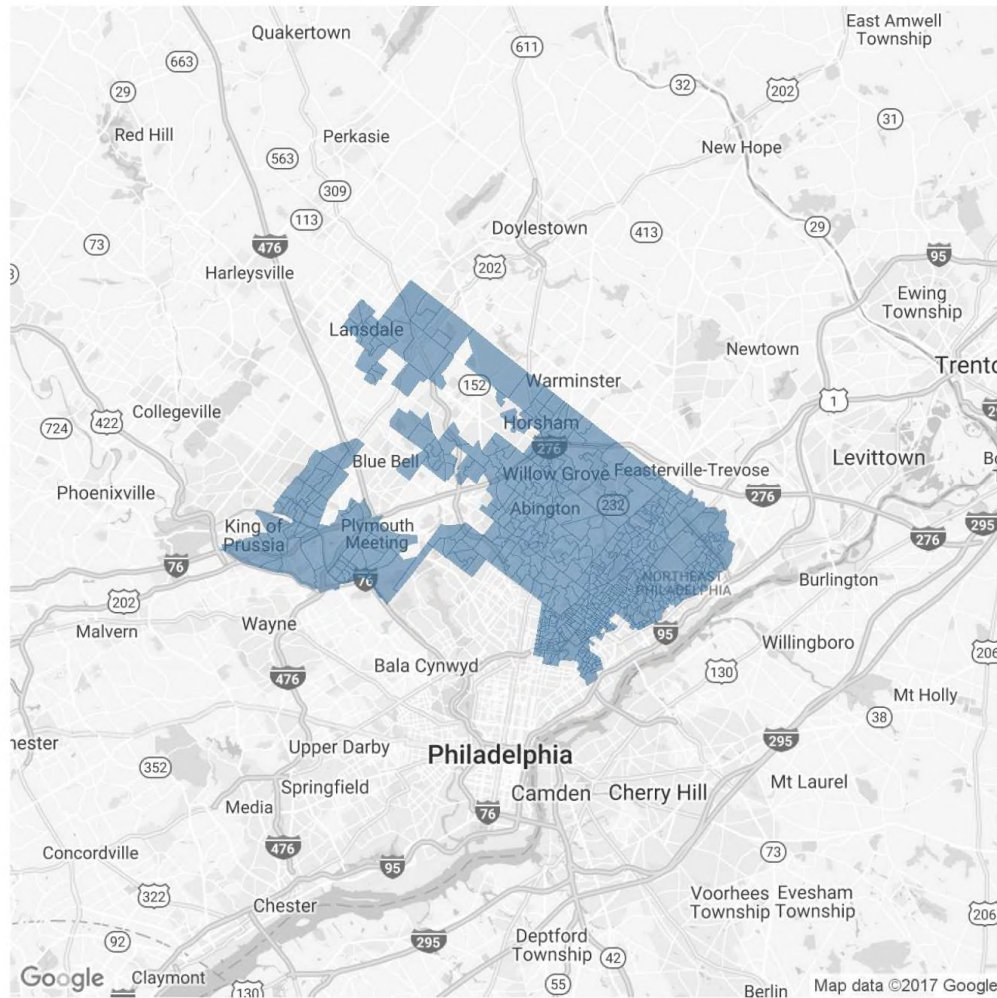 Quakertown
East Amwell
Township
611
663
29
32
202
31
Red Hill
Perkasie
New Hope
563
309
113
73
476
Doylestown
413
29
202
95
Harleysville
Ewing
Township
Lansdale
Newtown
Trento
152
Warminster
1
422
Collegeville
724
Horsham
276
Blue Bell
Willow Grove
Feasterville-Trevose
Levittown
Phoenixville
232
276
Abington
King of
Prussia
Plymouth
Meeting
295
276
76
76
NORTHEAST
PHILADELPHIA
Burlington
202
Malvern
Wayne
95
Willingboro
206
Bala Cynwyd
476
130
Mt Holly
38
hester
352
Upper Darby
Philadelphia
295
Springfield
Mt Laurel
Media
Camden
Cherry Hill
76
476
Concordville
95
73
322
Chester
Voorhees
Township
Evesham
Township
206
92
295
Deptford
Township
42
Google
Claymont
130
55
Berlin
Map data ©2017 Google